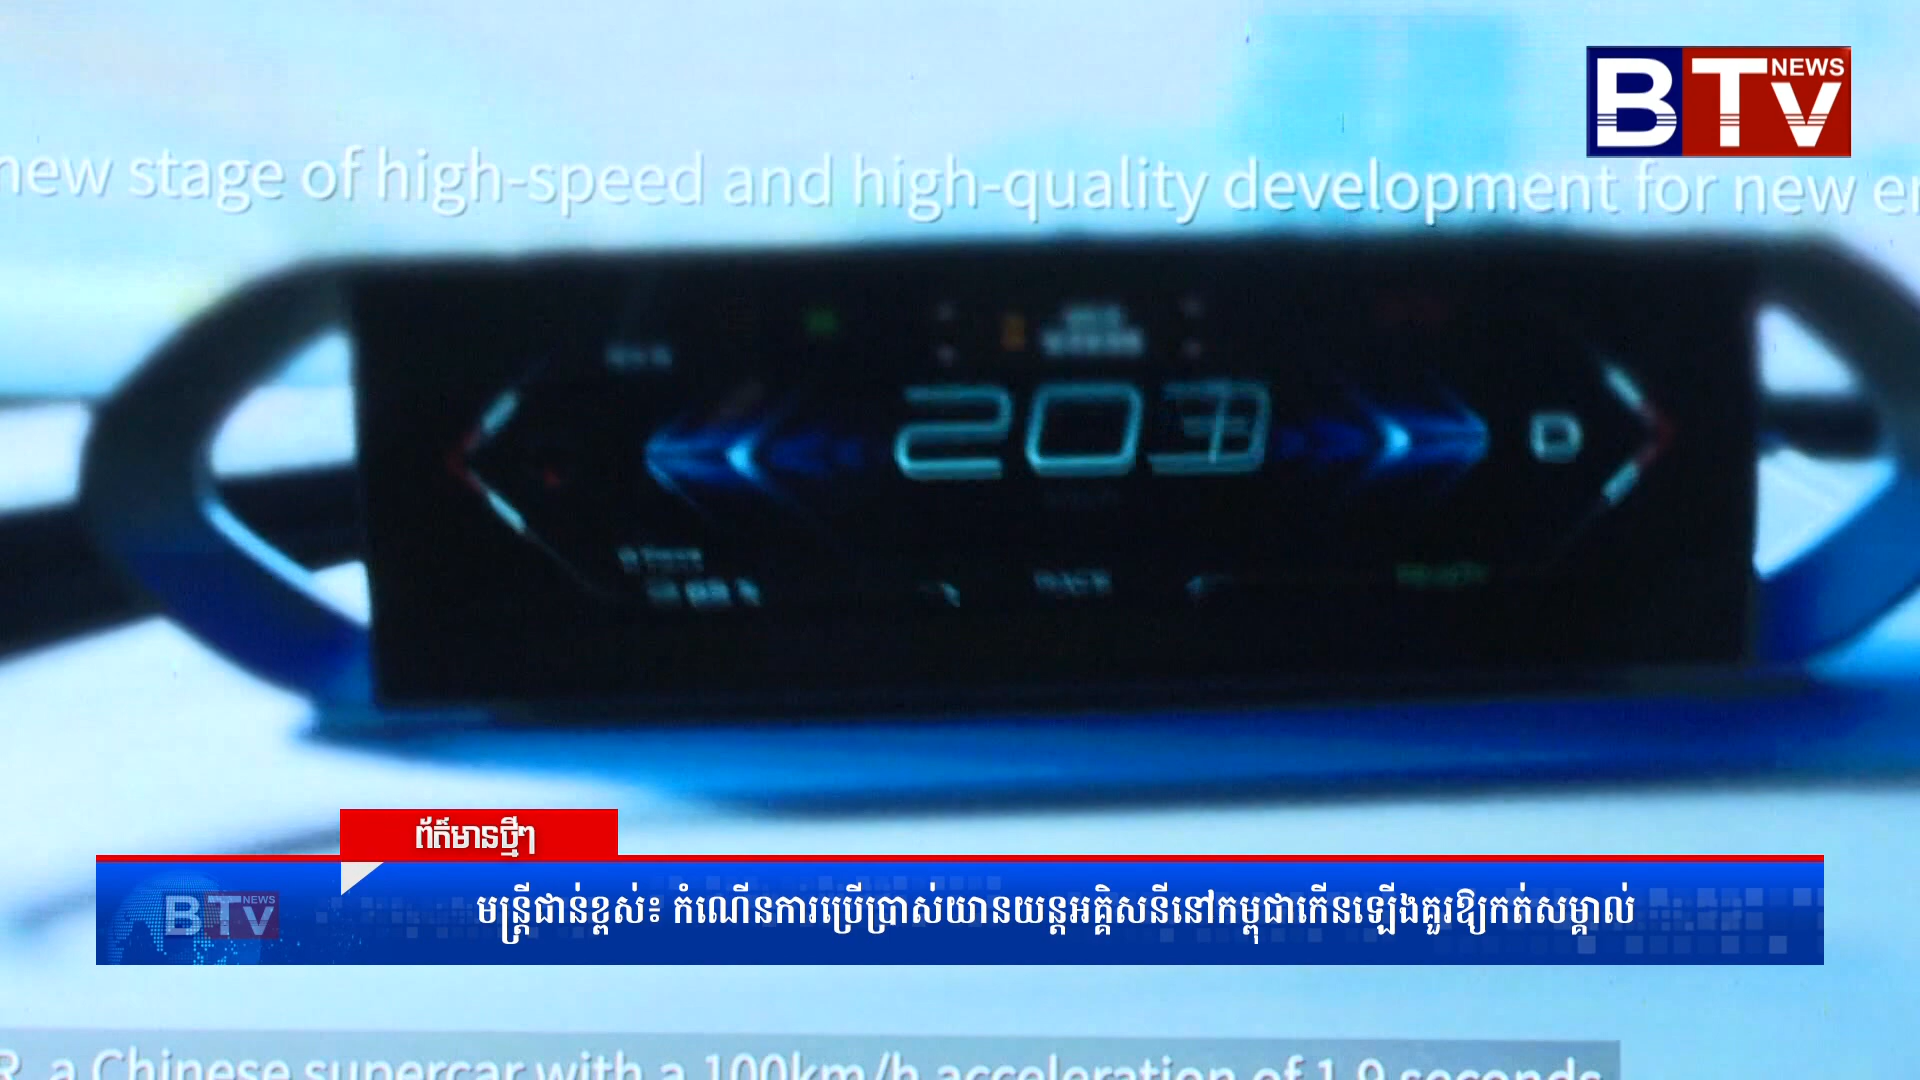 BTV NEWS
new stage of high-speed and high-quality development for new
203
D
ព័ត៌មានថ្មីៗ
BTV NEWS
មន្ត្រីជាន់ខ្ពស់៖ កំណើនការប្រើប្រាស់យានយន្តអគ្គិសនីនៅកម្ពុជាកើនឡើងគួរឱ្យកត់សម្គាល់
R, a Chinese supercar with a 100km/h acceleration of 1.9 seconds